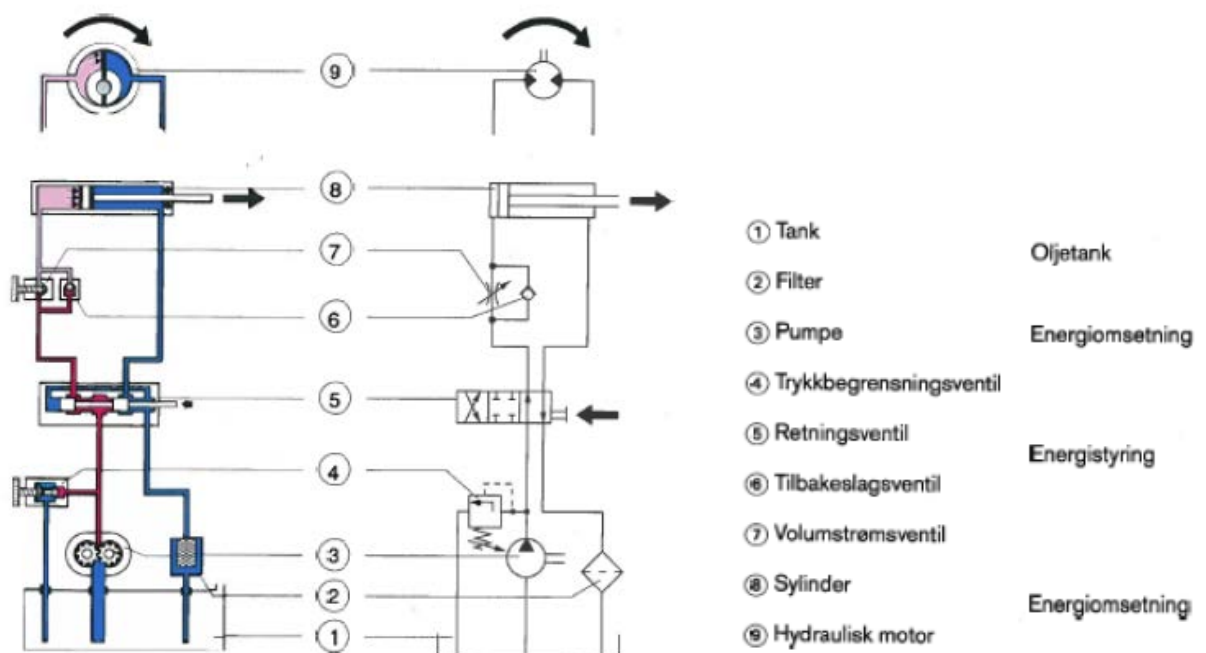 9
8
7
6
5
4
3
2
1
① Tank
② Filter
③ Pumpe
④ Trykkbegrensningsventil
⑤ Retningsventil
⑥ Tilbakeslagsventil
⑦ Volumstrømsventil
⑧ Sylinder
⑨ Hydraulisk motor
Oljetank
Energiomsetning
Energistyring
Energiomsetning